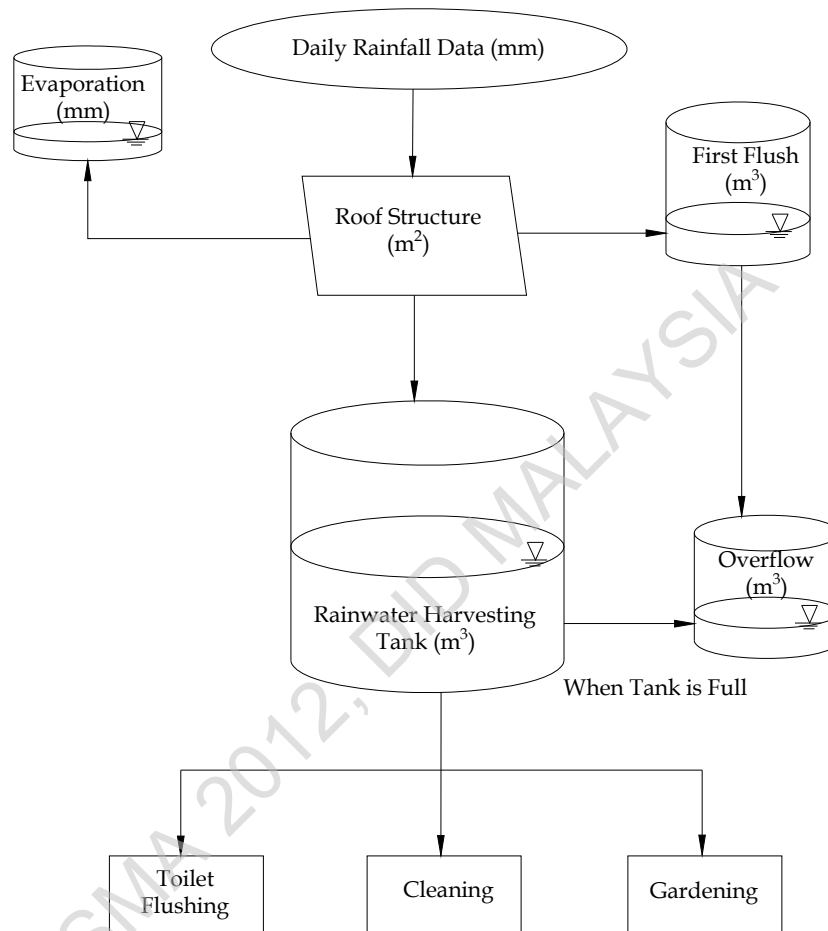 Daily Rainfall Data (mm)
Evaporation
(mm)
First Flush
(m³)
Roof Structure
(m²)
Overflow
(m³)
Rainwater Harvesting
Tank (m³)
When Tank is Full
Toilet
Flushing
Cleaning
Gardening
SMA 2012, DID MALAYSIA